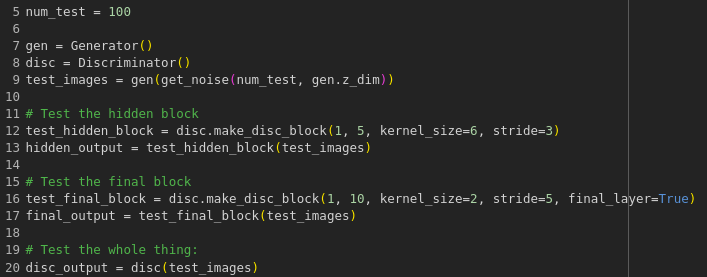 5 num_test = 100
6
7 gen = Generator()
8 disc = Discriminator()
9 test_images = gen(get_noise(num_test, gen.z_dim))
10
11 # Test the hidden block
12 test_hidden_block = disc.make_disc_block(1, 5, kernel_size=6, stride=3)
13 hidden_output = test_hidden_block(test_images)
14
15 # Test the final block
16 test_final_block = disc.make_disc_block(1, 10, kernel_size=2, stride=5, final_layer=True)
17 final_output = test_final_block(test_images)
18
19 # Test the whole thing:
20 disc_output = disc(test_images)